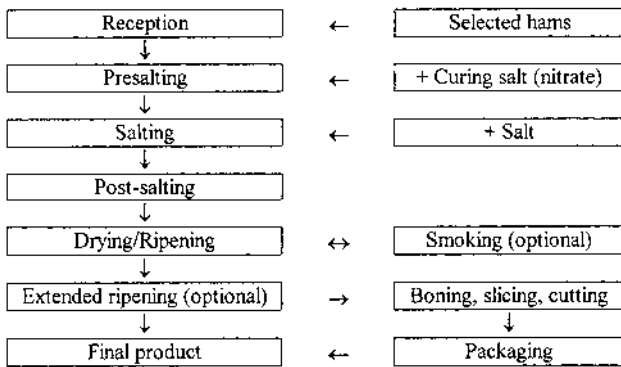 Reception ← Selected hams
↓
Presalting ← + Curing salt (nitrate)
↓
Salting ← + Salt
↓
Post-salting
↓
Drying/Ripening ↔ Smoking (optional)
↓
Extended ripening (optional) → Boning, slicing, cutting
↓ ↓
Final product ← Packaging